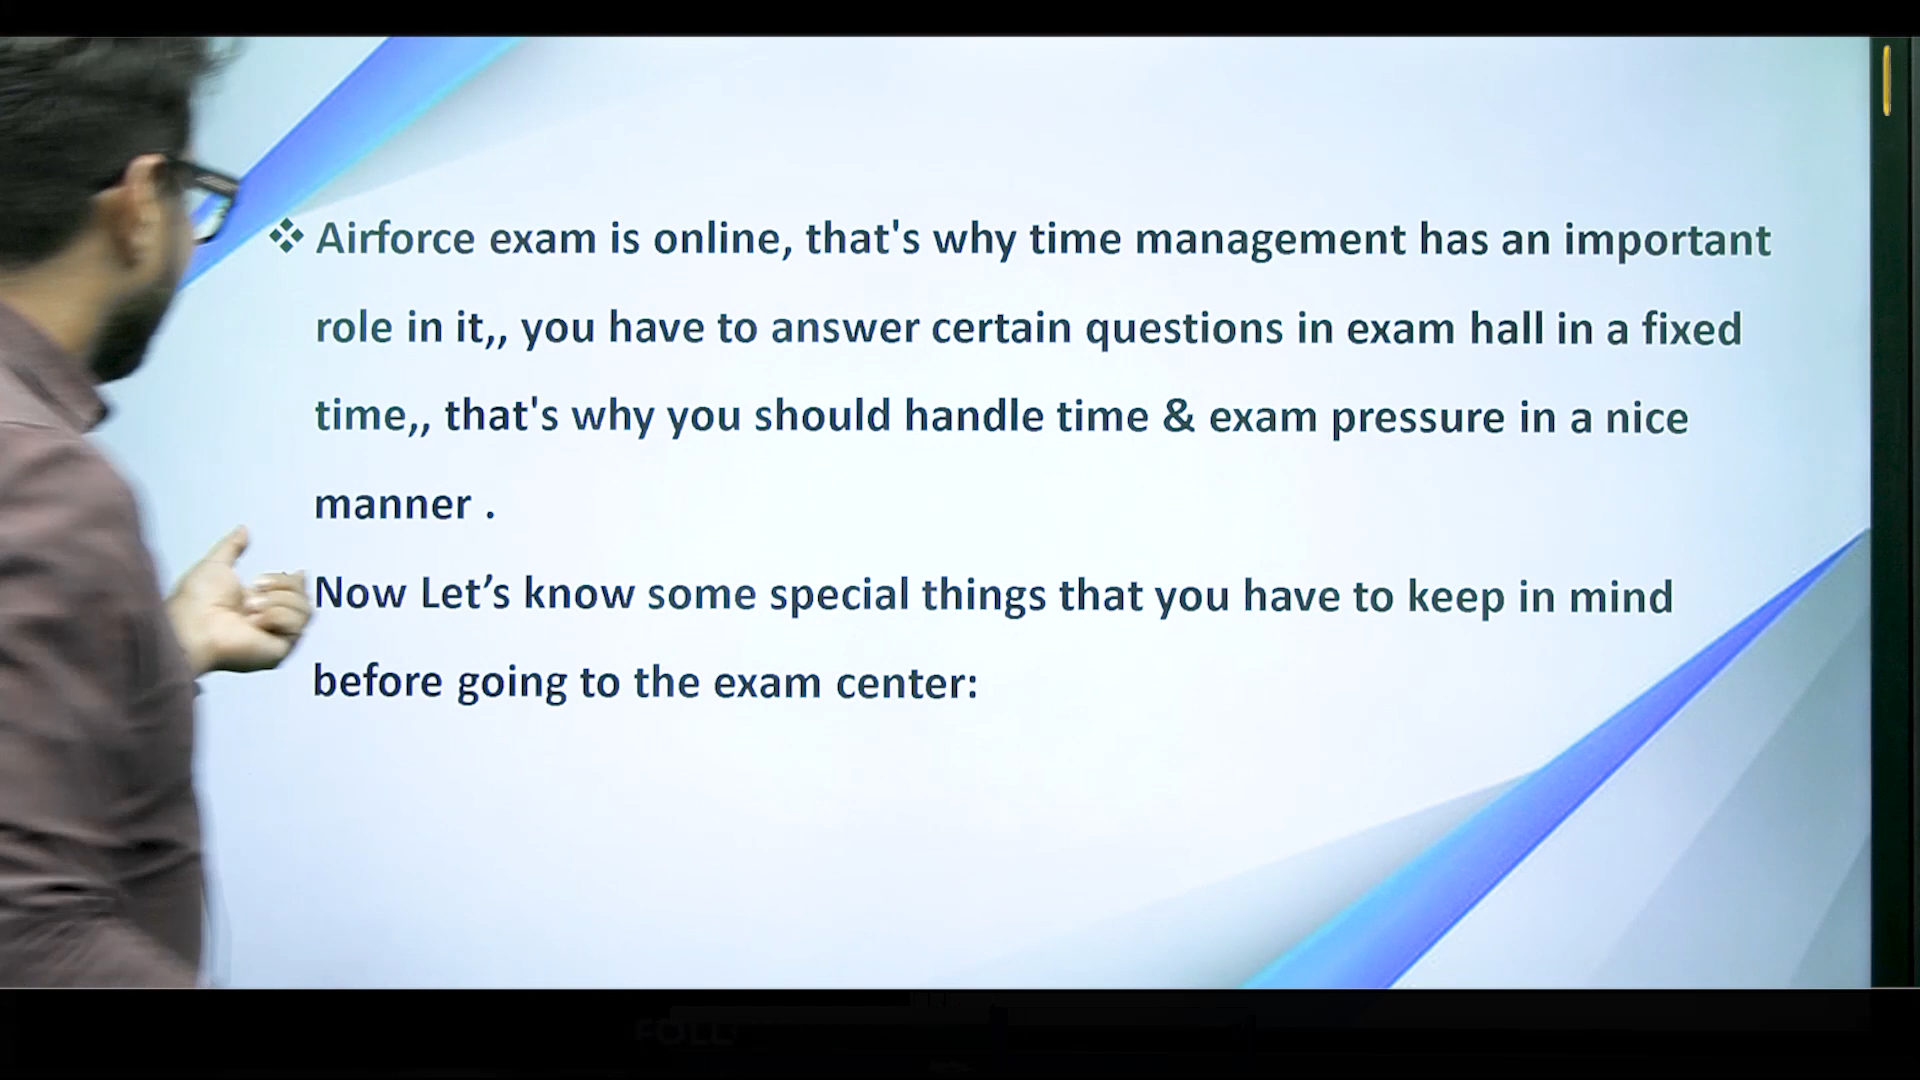 ❖ Airforce exam is online, that's why time management has an important
role in it,, you have to answer certain questions in exam hall in a fixed
time,, that's why you should handle time & exam pressure in a nice
manner .
Now Let’s know some special things that you have to keep in mind
before going to the exam center: